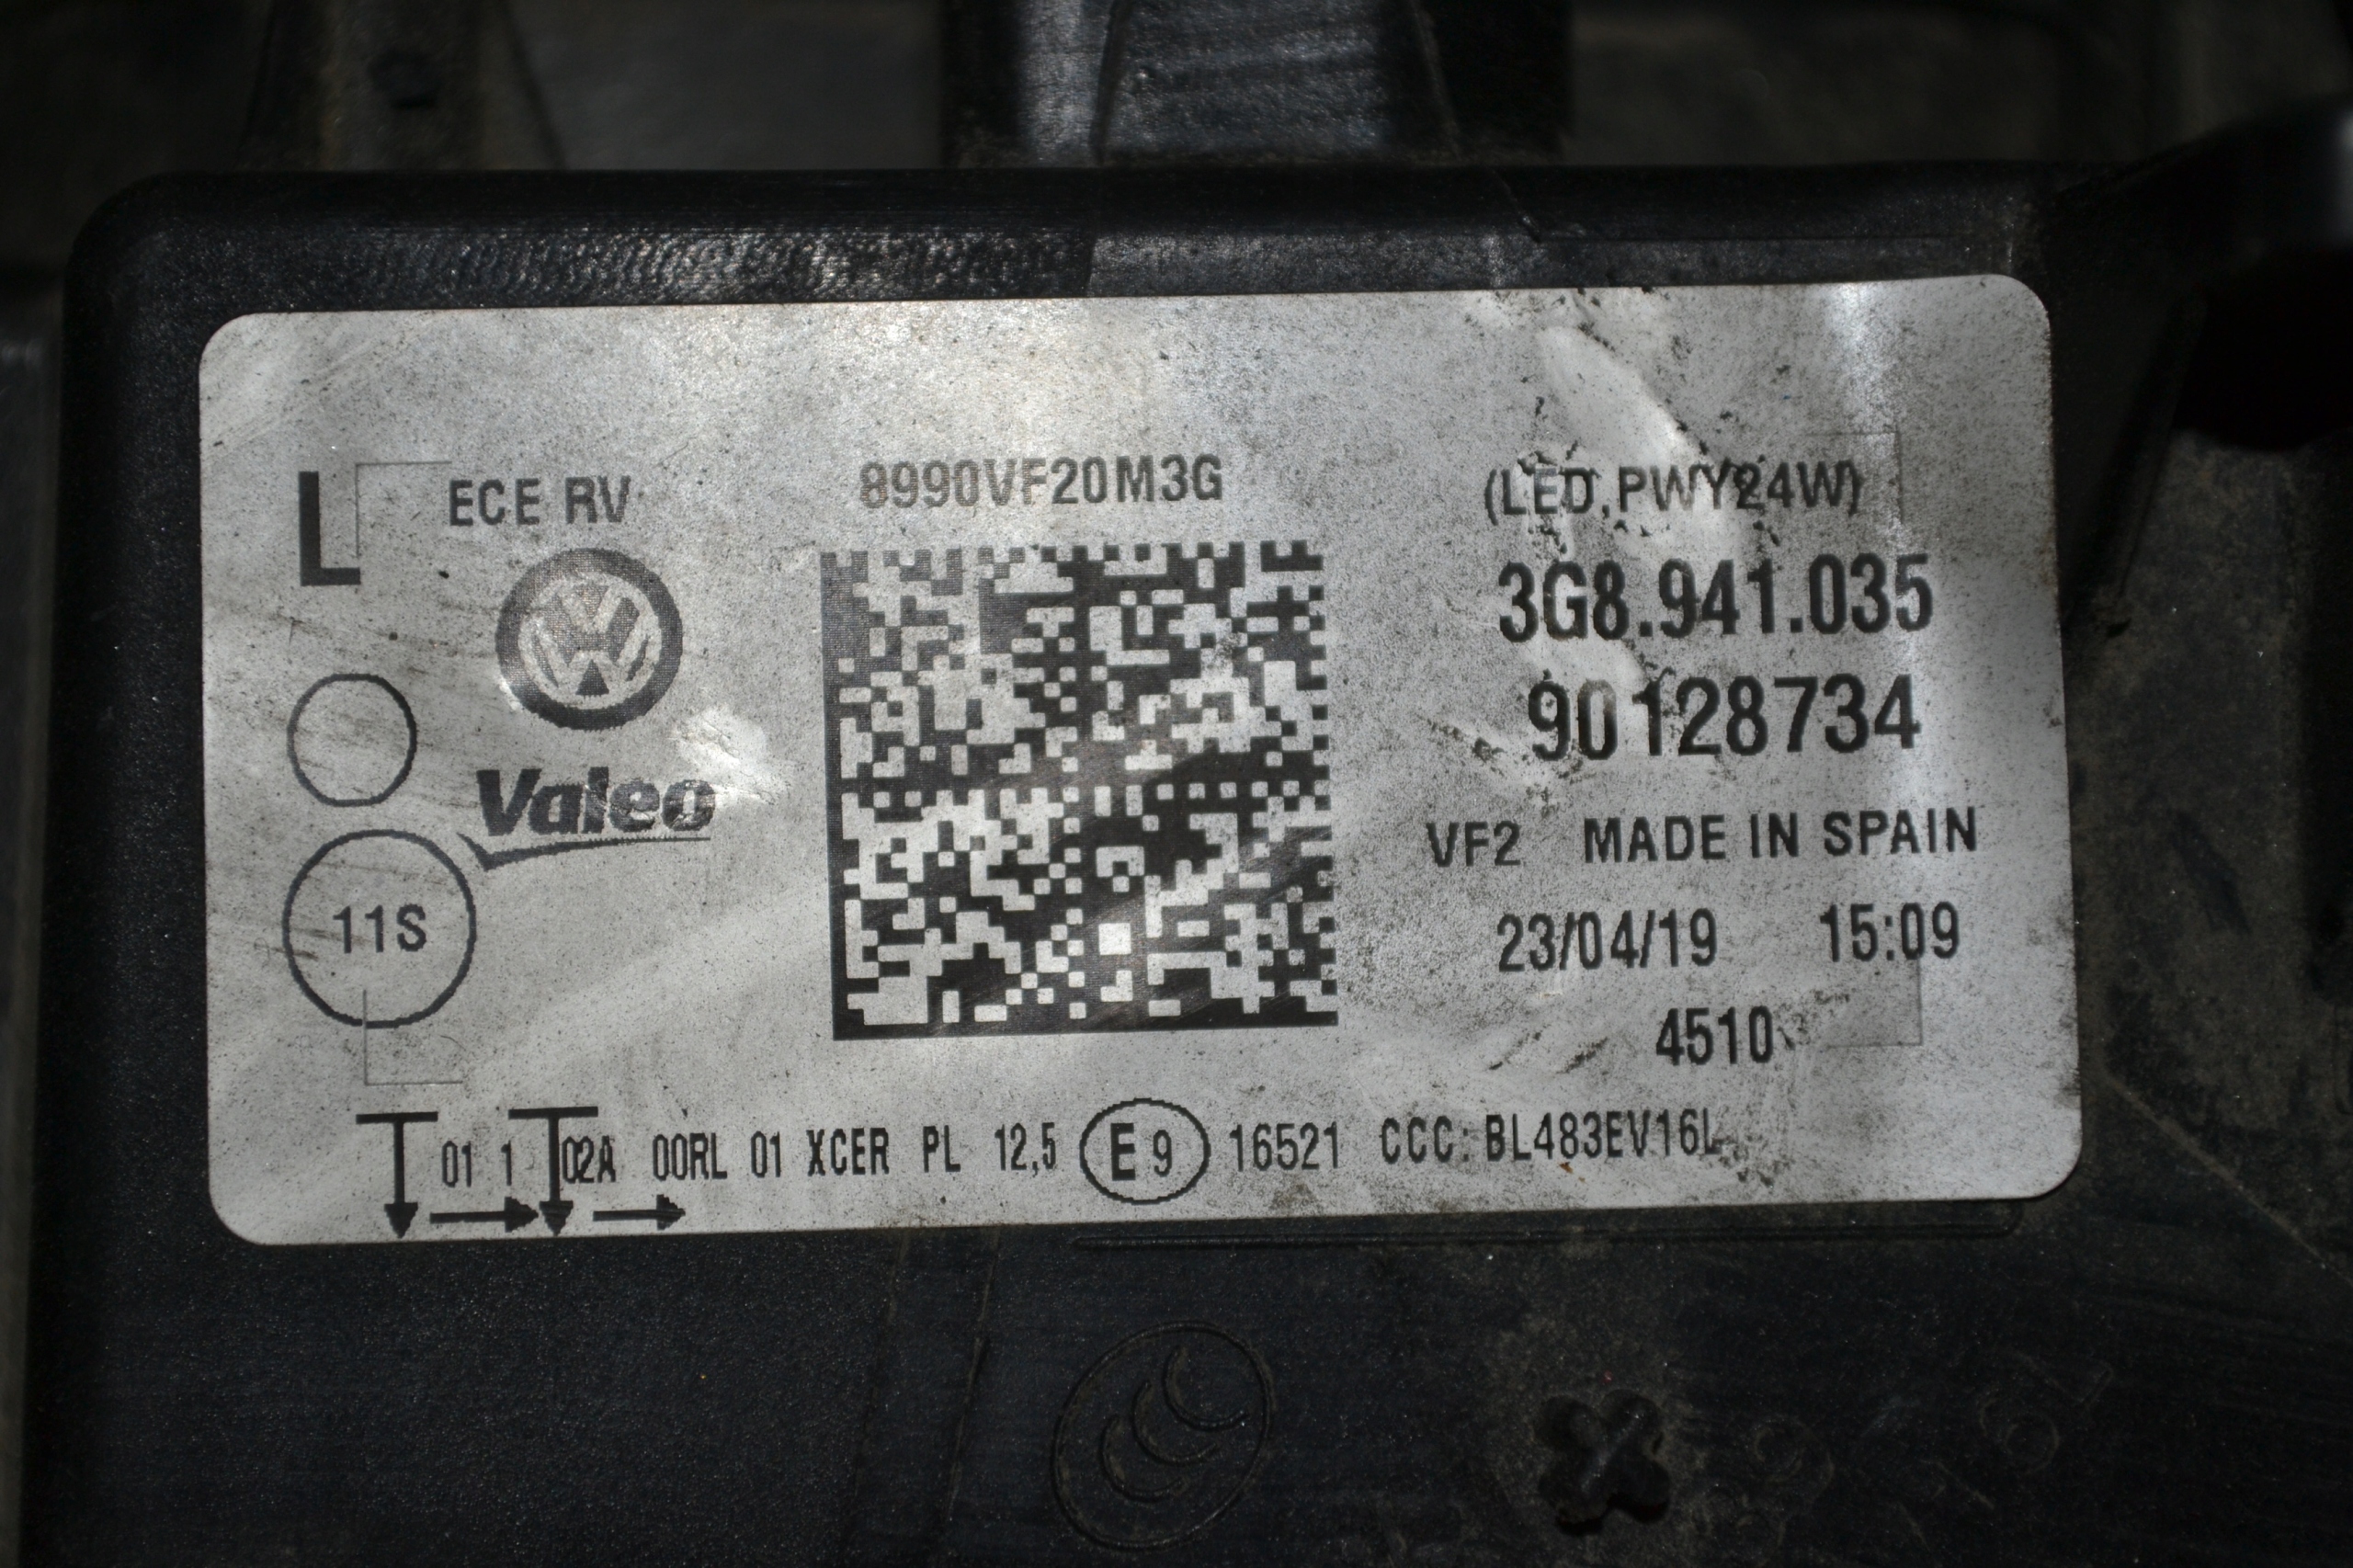 L ECE RV 8990VF20M3G (LED,PWY24W)
3G8.941.035
90128734
Valeo
VF2 MADE IN SPAIN
11S
23/04/19 15:09
4510
01 1 02A 00RL 01 XCER PL 12,5 E 9 16521 CCC: BL483EV16L